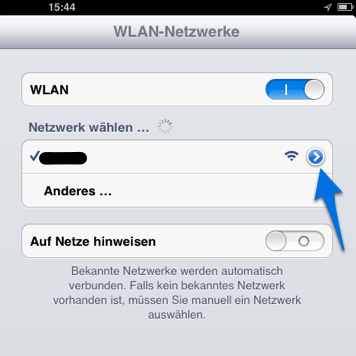 15:44
WLAN-Netzwerke
WLAN
Netzwerk wählen ...
Anderes ...
Auf Netze hinweisen
Bekannte Netzwerke werden automatisch
verbunden. Falls kein bekanntes Netzwerk
vorhanden ist, müssen Sie manuell ein Netzwerk
auswählen.